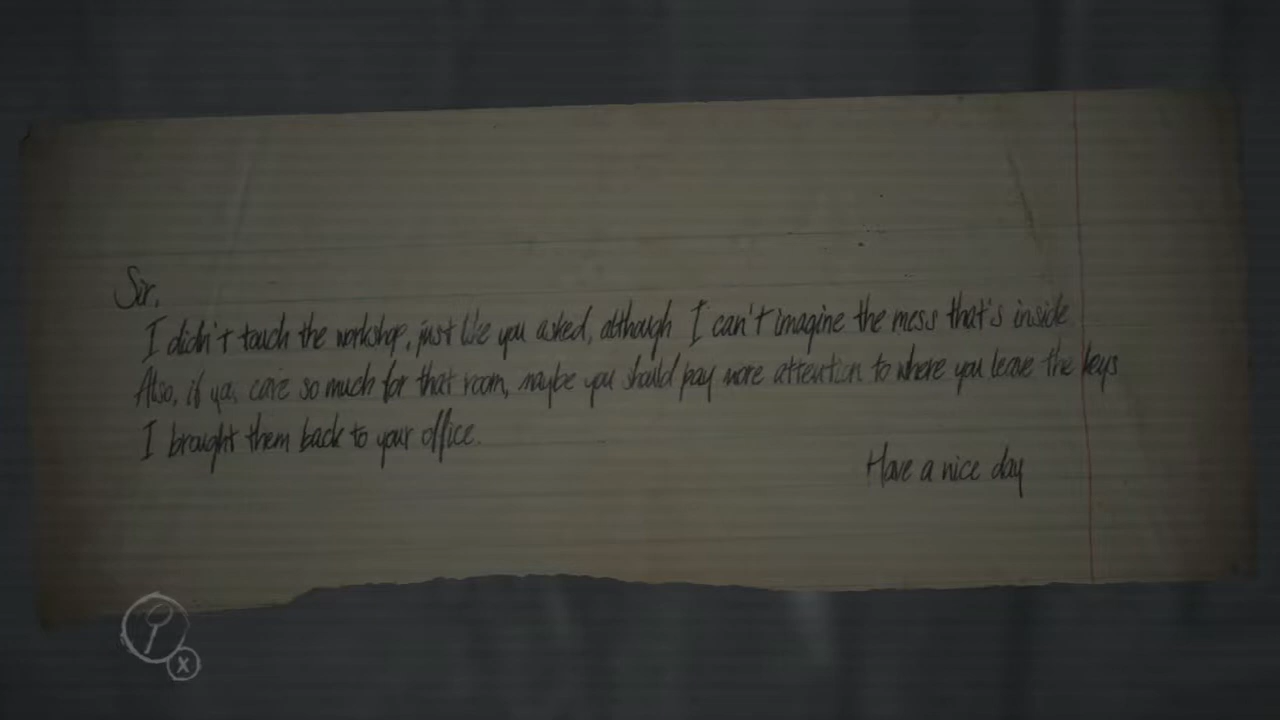 Sir,
I didn't touch the workshop, just like you asked, although I can't imagine the mess that's inside.
Also, if you care so much for that room, maybe you should pay more attention to where you leave the keys
I brought them back to your office.
Have a nice day
X